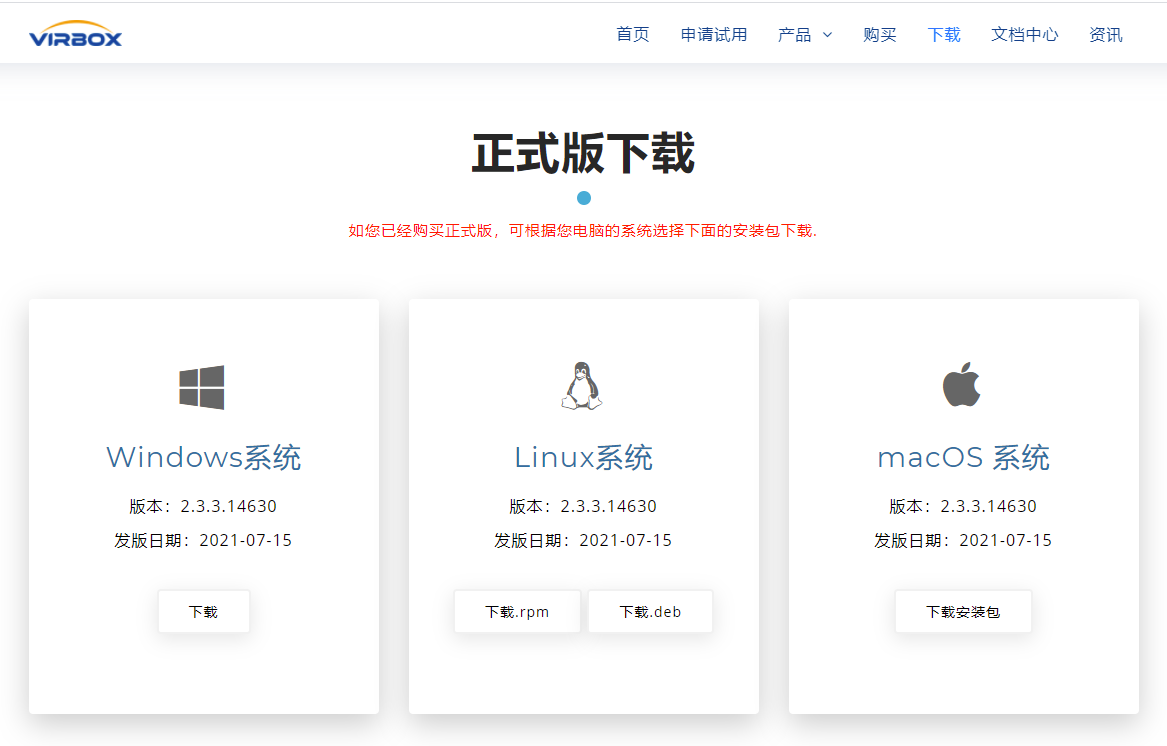 VIRBOX
首页 申请试用 产品 购买 下载 文档中心 资讯
正式版下载
如您已经购买正式版，可根据您电脑的系统选择下面的安装包下载.
Windows系统
版本：2.3.3.14630
发版日期：2021-07-15
下载
Linux系统
版本：2.3.3.14630
发版日期：2021-07-15
下载.rpm 下载.deb
macOS 系统
版本：2.3.3.14630
发版日期：2021-07-15
下载安装包